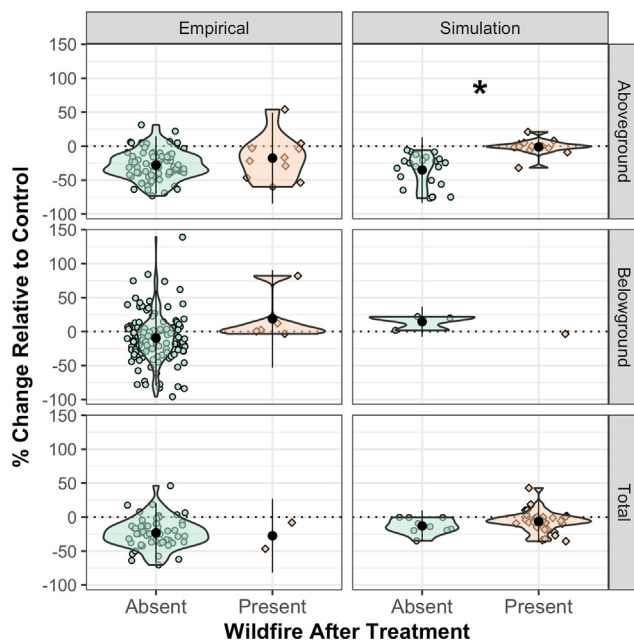 Empirical Simulation
150
100
50
0
-50
-100
*
Aboveground
% Change Relative to Control
150
100
50
0
-50
-100
Belowground
150
100
50
0
-50
-100
Total
Absent Present Absent Present
Wildfire After Treatment